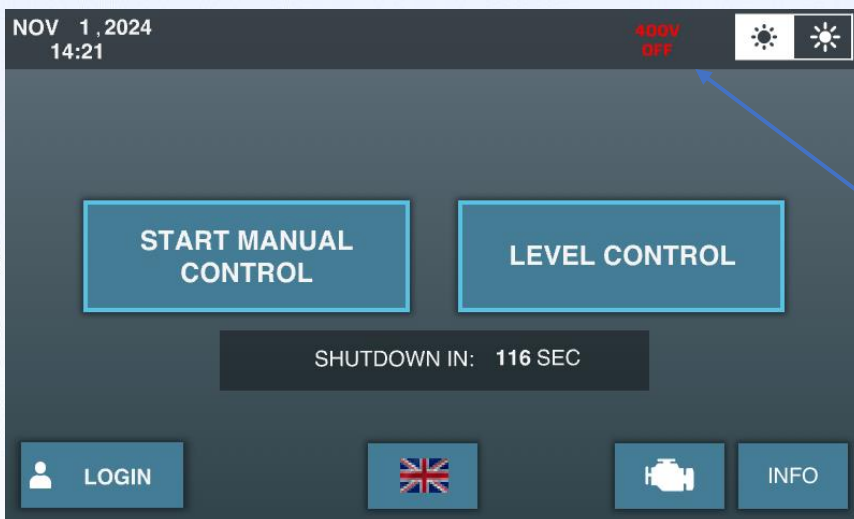 NOV 1,2024
14:21
400V
OFF
START MANUAL
CONTROL
LEVEL CONTROL
SHUTDOWN IN: 116 SEC
LOGIN
INFO